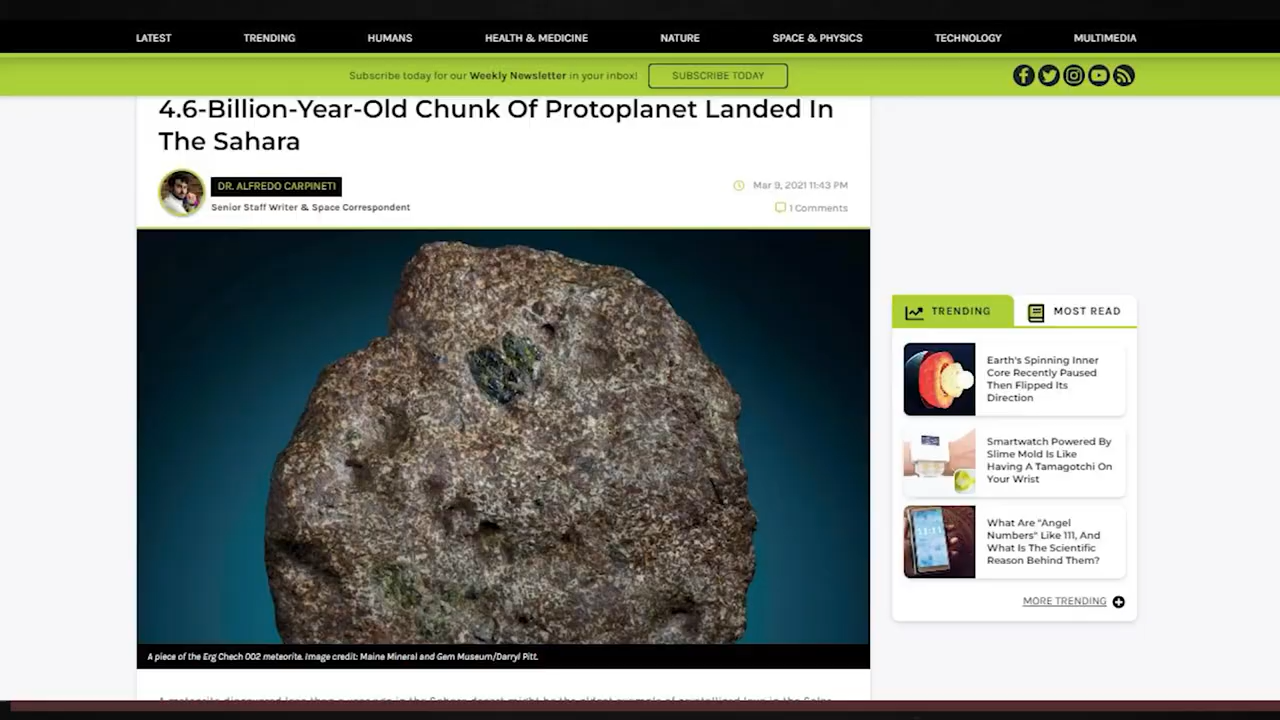 LATEST TRENDING HUMANS HEALTH & MEDICINE NATURE SPACE & PHYSICS TECHNOLOGY MULTIMEDIA
Subscribe today for our Weekly Newsletter in your inbox! SUBSCRIBE TODAY
4.6-Billion-Year-Old Chunk Of Protoplanet Landed In
The Sahara
DR. ALFREDO CARPINETI
Senior Staff Writer & Space Correspondent
Mar 9, 2021 11:43 PM
1 Comments
A piece of the Erg Chech 002 meteorite. Image credit: Maine Mineral and Gem Museum/Darryl Pitt.
TRENDING MOST READ
Earth's Spinning Inner
Core Recently Paused
Then Flipped Its
Direction
Smartwatch Powered By
Slime Mold Is Like
Having A Tamagotchi On
Your Wrist
What Are "Angel
Numbers" Like 111, And
What Is The Scientific
Reason Behind Them?
MORE TRENDING